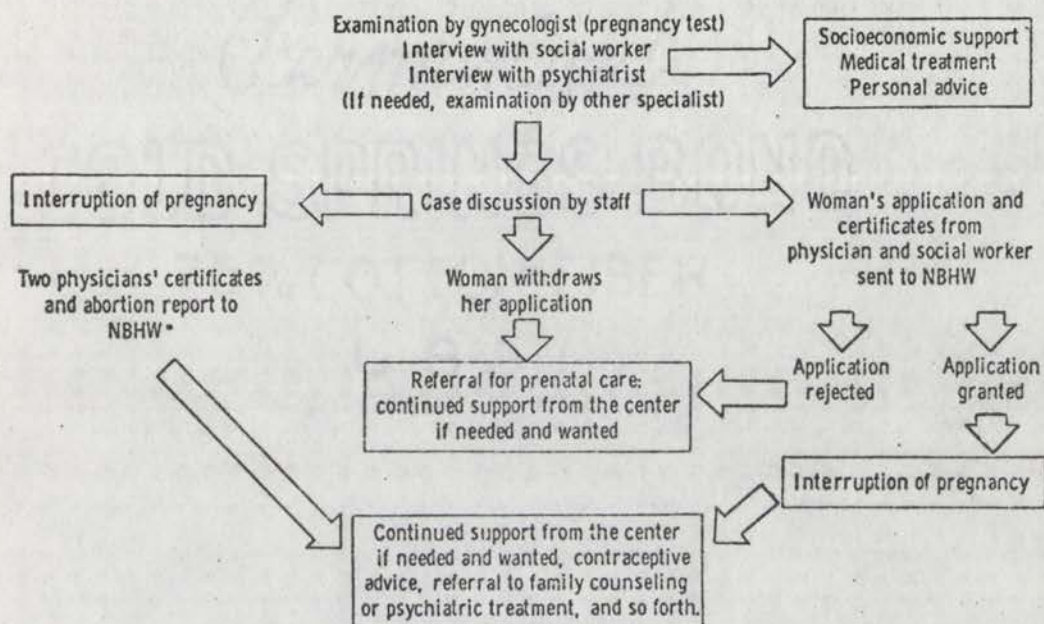 Examination by gynecologist (pregnancy test)
Interview with social worker
Interview with psychiatrist
(If needed, examination by other specialist)
Socioeconomic support
Medical treatment
Personal advice
Interruption of pregnancy
Case discussion by staff
Woman's application and
certificates from
physician and social worker
sent to NBHW
Two physicians' certificates
and abortion report to
NBHW*
Woman withdraws
her application
Application
rejected
Application
granted
Referral for prenatal care:
continued support from the center
if needed and wanted
Interruption of pregnancy
Continued support from the center
if needed and wanted, contraceptive
advice, referral to family counseling
or psychiatric treatment, and so forth.